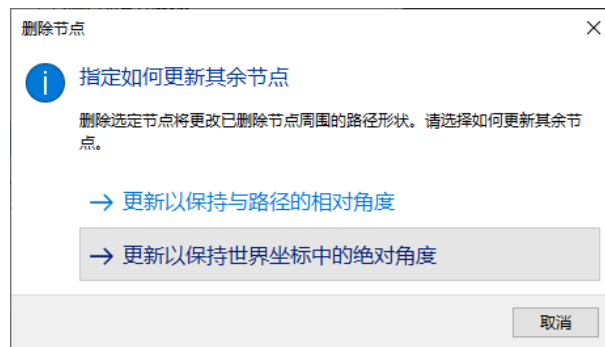 删除节点
指定如何更新其余节点
删除选定节点将更改已删除节点周围的路径形状。请选择如何更新其余节
点。
→ 更新以保持与路径的相对角度
→ 更新以保持世界坐标中的绝对角度
取消